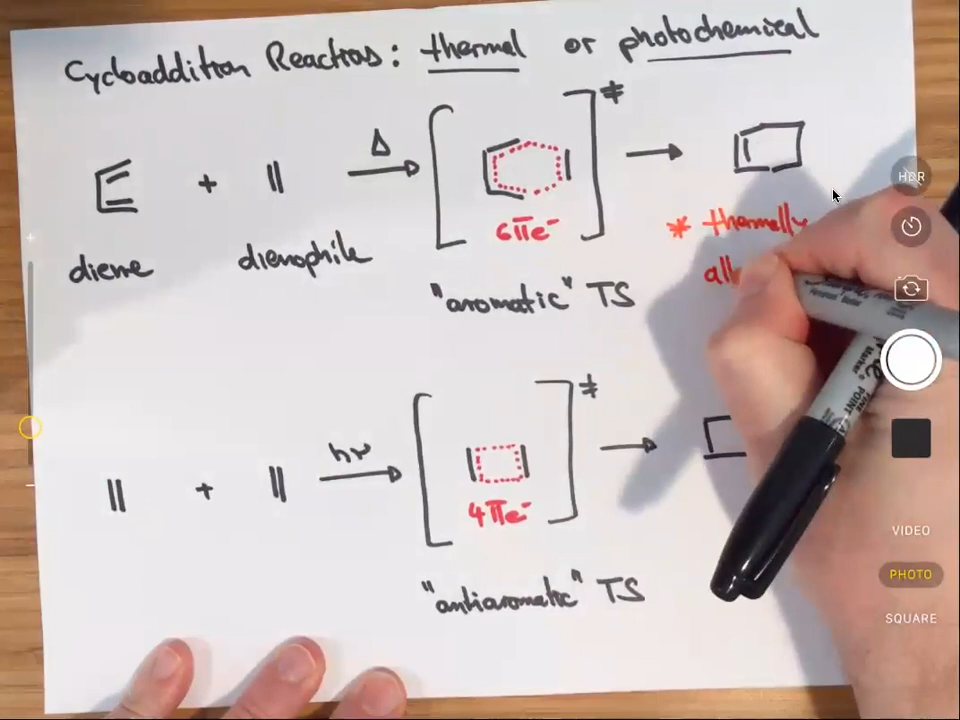 Cycloaddition Reactions: thermal or photochemical
+ Δ ‡
6πe⁻
* thermally
diene dienophile
"aromatic" TS
+ hν ‡
4πe⁻
"antiaromatic" TS
HDR
VIDEO
PHOTO
SQUARE